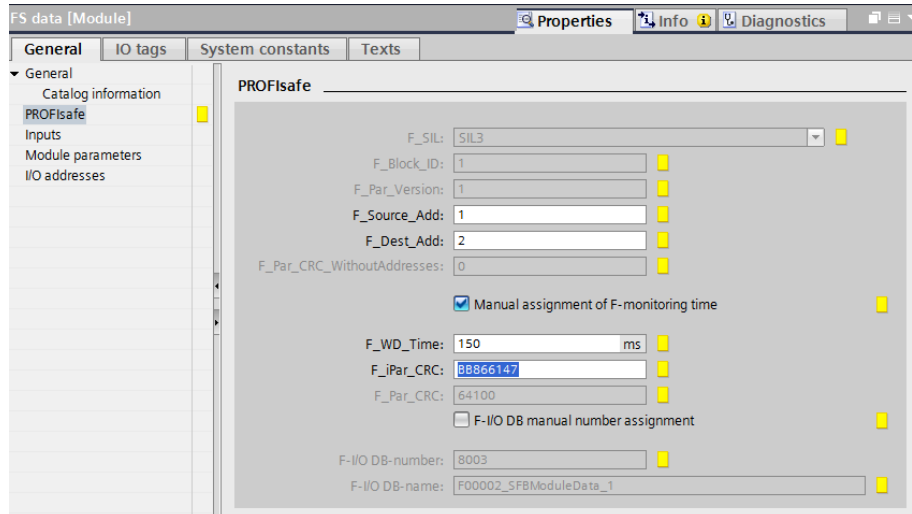 FS data [Module]
Properties
Info
Diagnostics
General
IO tags
System constants
Texts
General
Catalog information
PROFIsafe
Inputs
Module parameters
I/O addresses
PROFIsafe
F_SIL: SIL3
F_Block_ID: 1
F_Par_Version: 1
F_Source_Add: 1
F_Dest_Add: 2
F_Par_CRC_WithoutAddresses: 0
Manual assignment of F-monitoring time
F_WD_Time: 150 ms
F_iPar_CRC: BB866147
F_Par_CRC: 64100
F-I/O DB manual number assignment
F-I/O DB-number: 8003
F-I/O DB-name: F00002_SFBModuleData_1